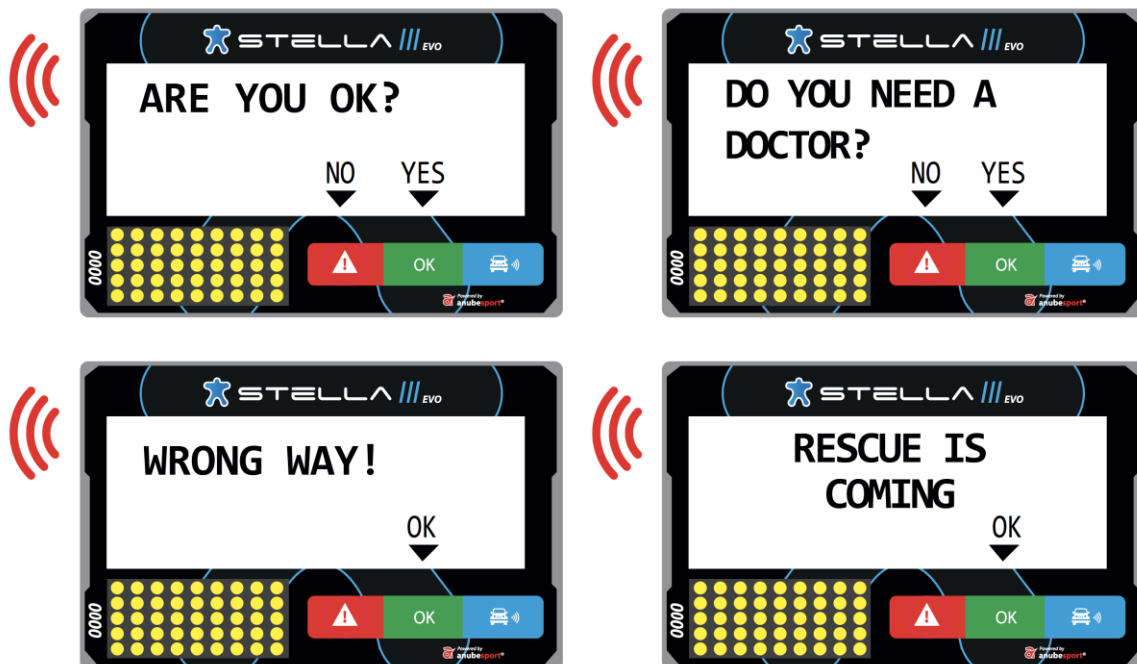 STELLA III EVO
ARE YOU OK?
NO YES
0000
OK
Powered by
anubesport®
STELLA III EVO
DO YOU NEED A
DOCTOR?
NO YES
0000
OK
Powered by
anubesport®
STELLA III EVO
WRONG WAY!
OK
0000
OK
Powered by
anubesport®
STELLA III EVO
RESCUE IS
COMING
OK
0000
OK
Powered by
anubesport®